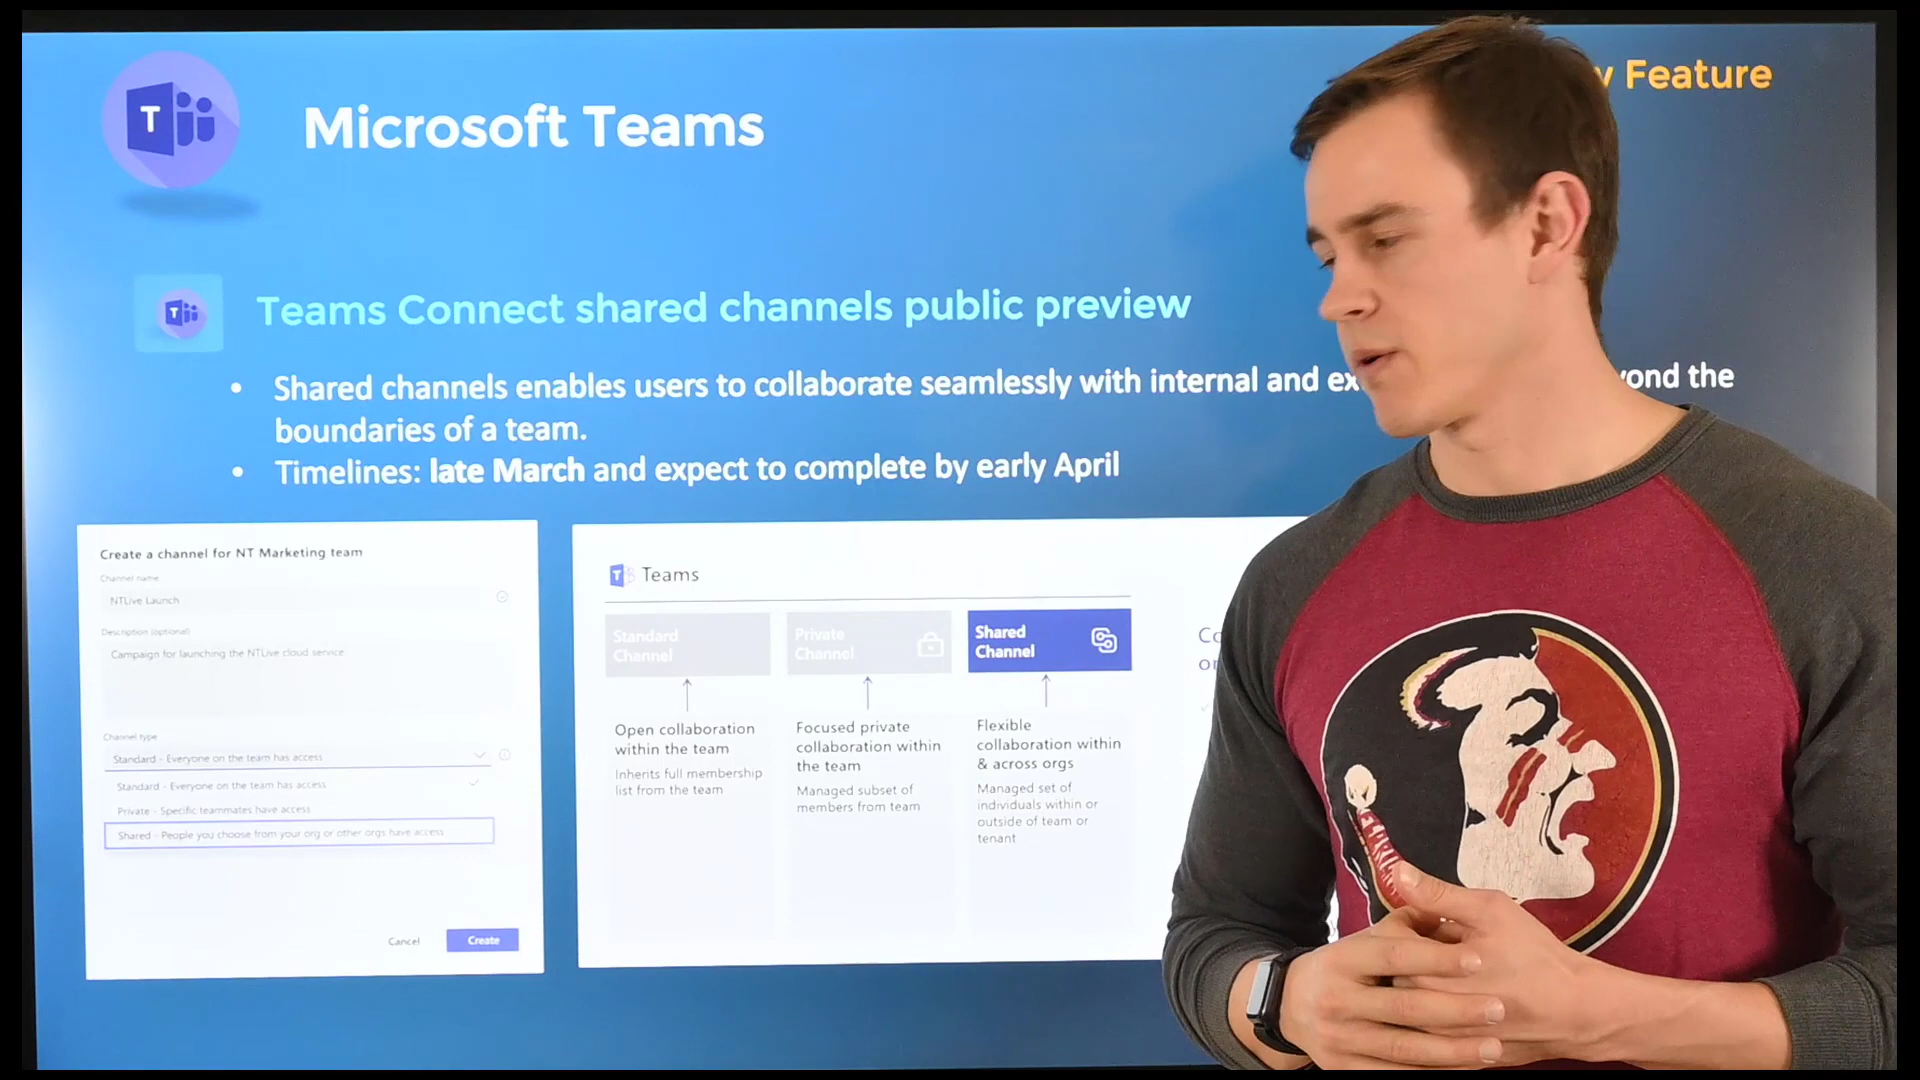 Feature
Microsoft Teams
Teams Connect shared channels public preview
• Shared channels enables users to collaborate seamlessly with internal and the
boundaries of a team.
• Timelines: late March and expect to complete by early April
Create a channel for NT Marketing team
Channel name
NTLive Launch
Description (optional)
Campaign for launching the NTLive cloud service
Channel type
Standard - Everyone on the team has access
Standard - Everyone on the team has access
Private - Specific teammates have access
Shared - People you choose from your org or other orgs have access
Cancel
Create
Teams
Standard
Channel
Open collaboration
within the team
Inherits full membership
list from the team
Private
Channel
Focused private
collaboration within
the team
Managed subset of
members from team
Shared
Channel
Flexible
collaboration within
& across orgs
Managed set of
individuals within or
outside of team or
tenant